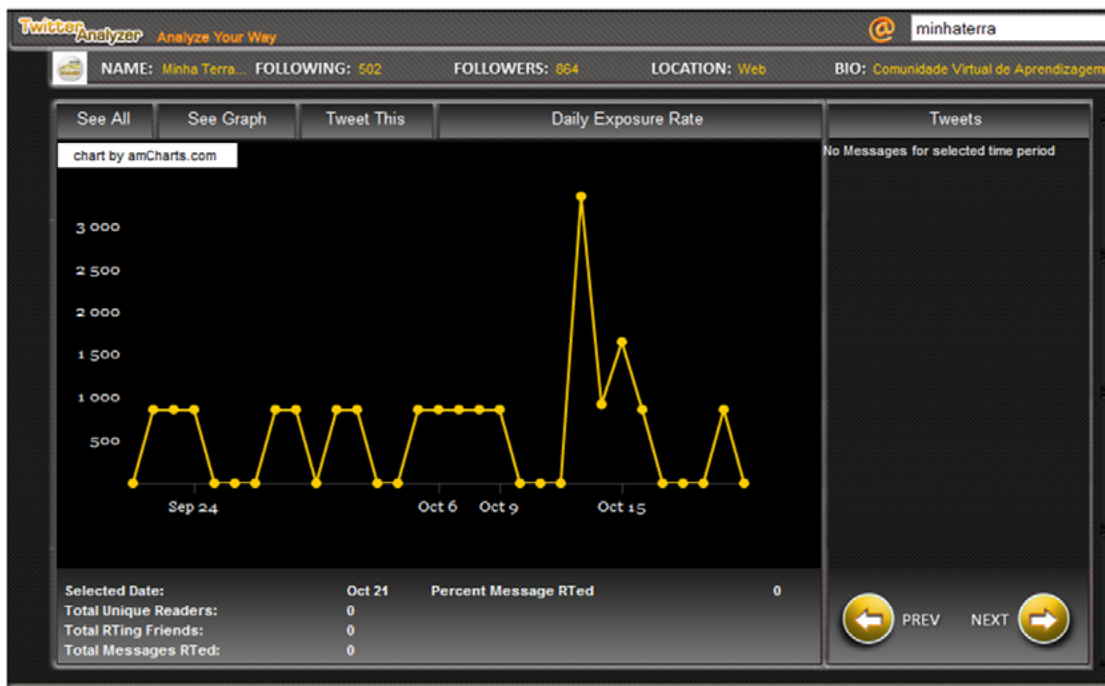 TwitterAnalyzer Analyze Your Way @ minhaterra
NAME: Minha Terra... FOLLOWING: 502 FOLLOWERS: 864 LOCATION: Web BIO: Comunidade Virtual de Aprendizagem
See All See Graph Tweet This Daily Exposure Rate Tweets
chart by amCharts.com
No Messages for selected time period
3 000
2 500
2 000
1 500
1 000
500
Sep 24 Oct 6 Oct 9 Oct 15
Selected Date: Oct 21 Percent Message RTed 0
Total Unique Readers: 0
Total RTing Friends: 0
Total Messages RTed: 0
PREV NEXT